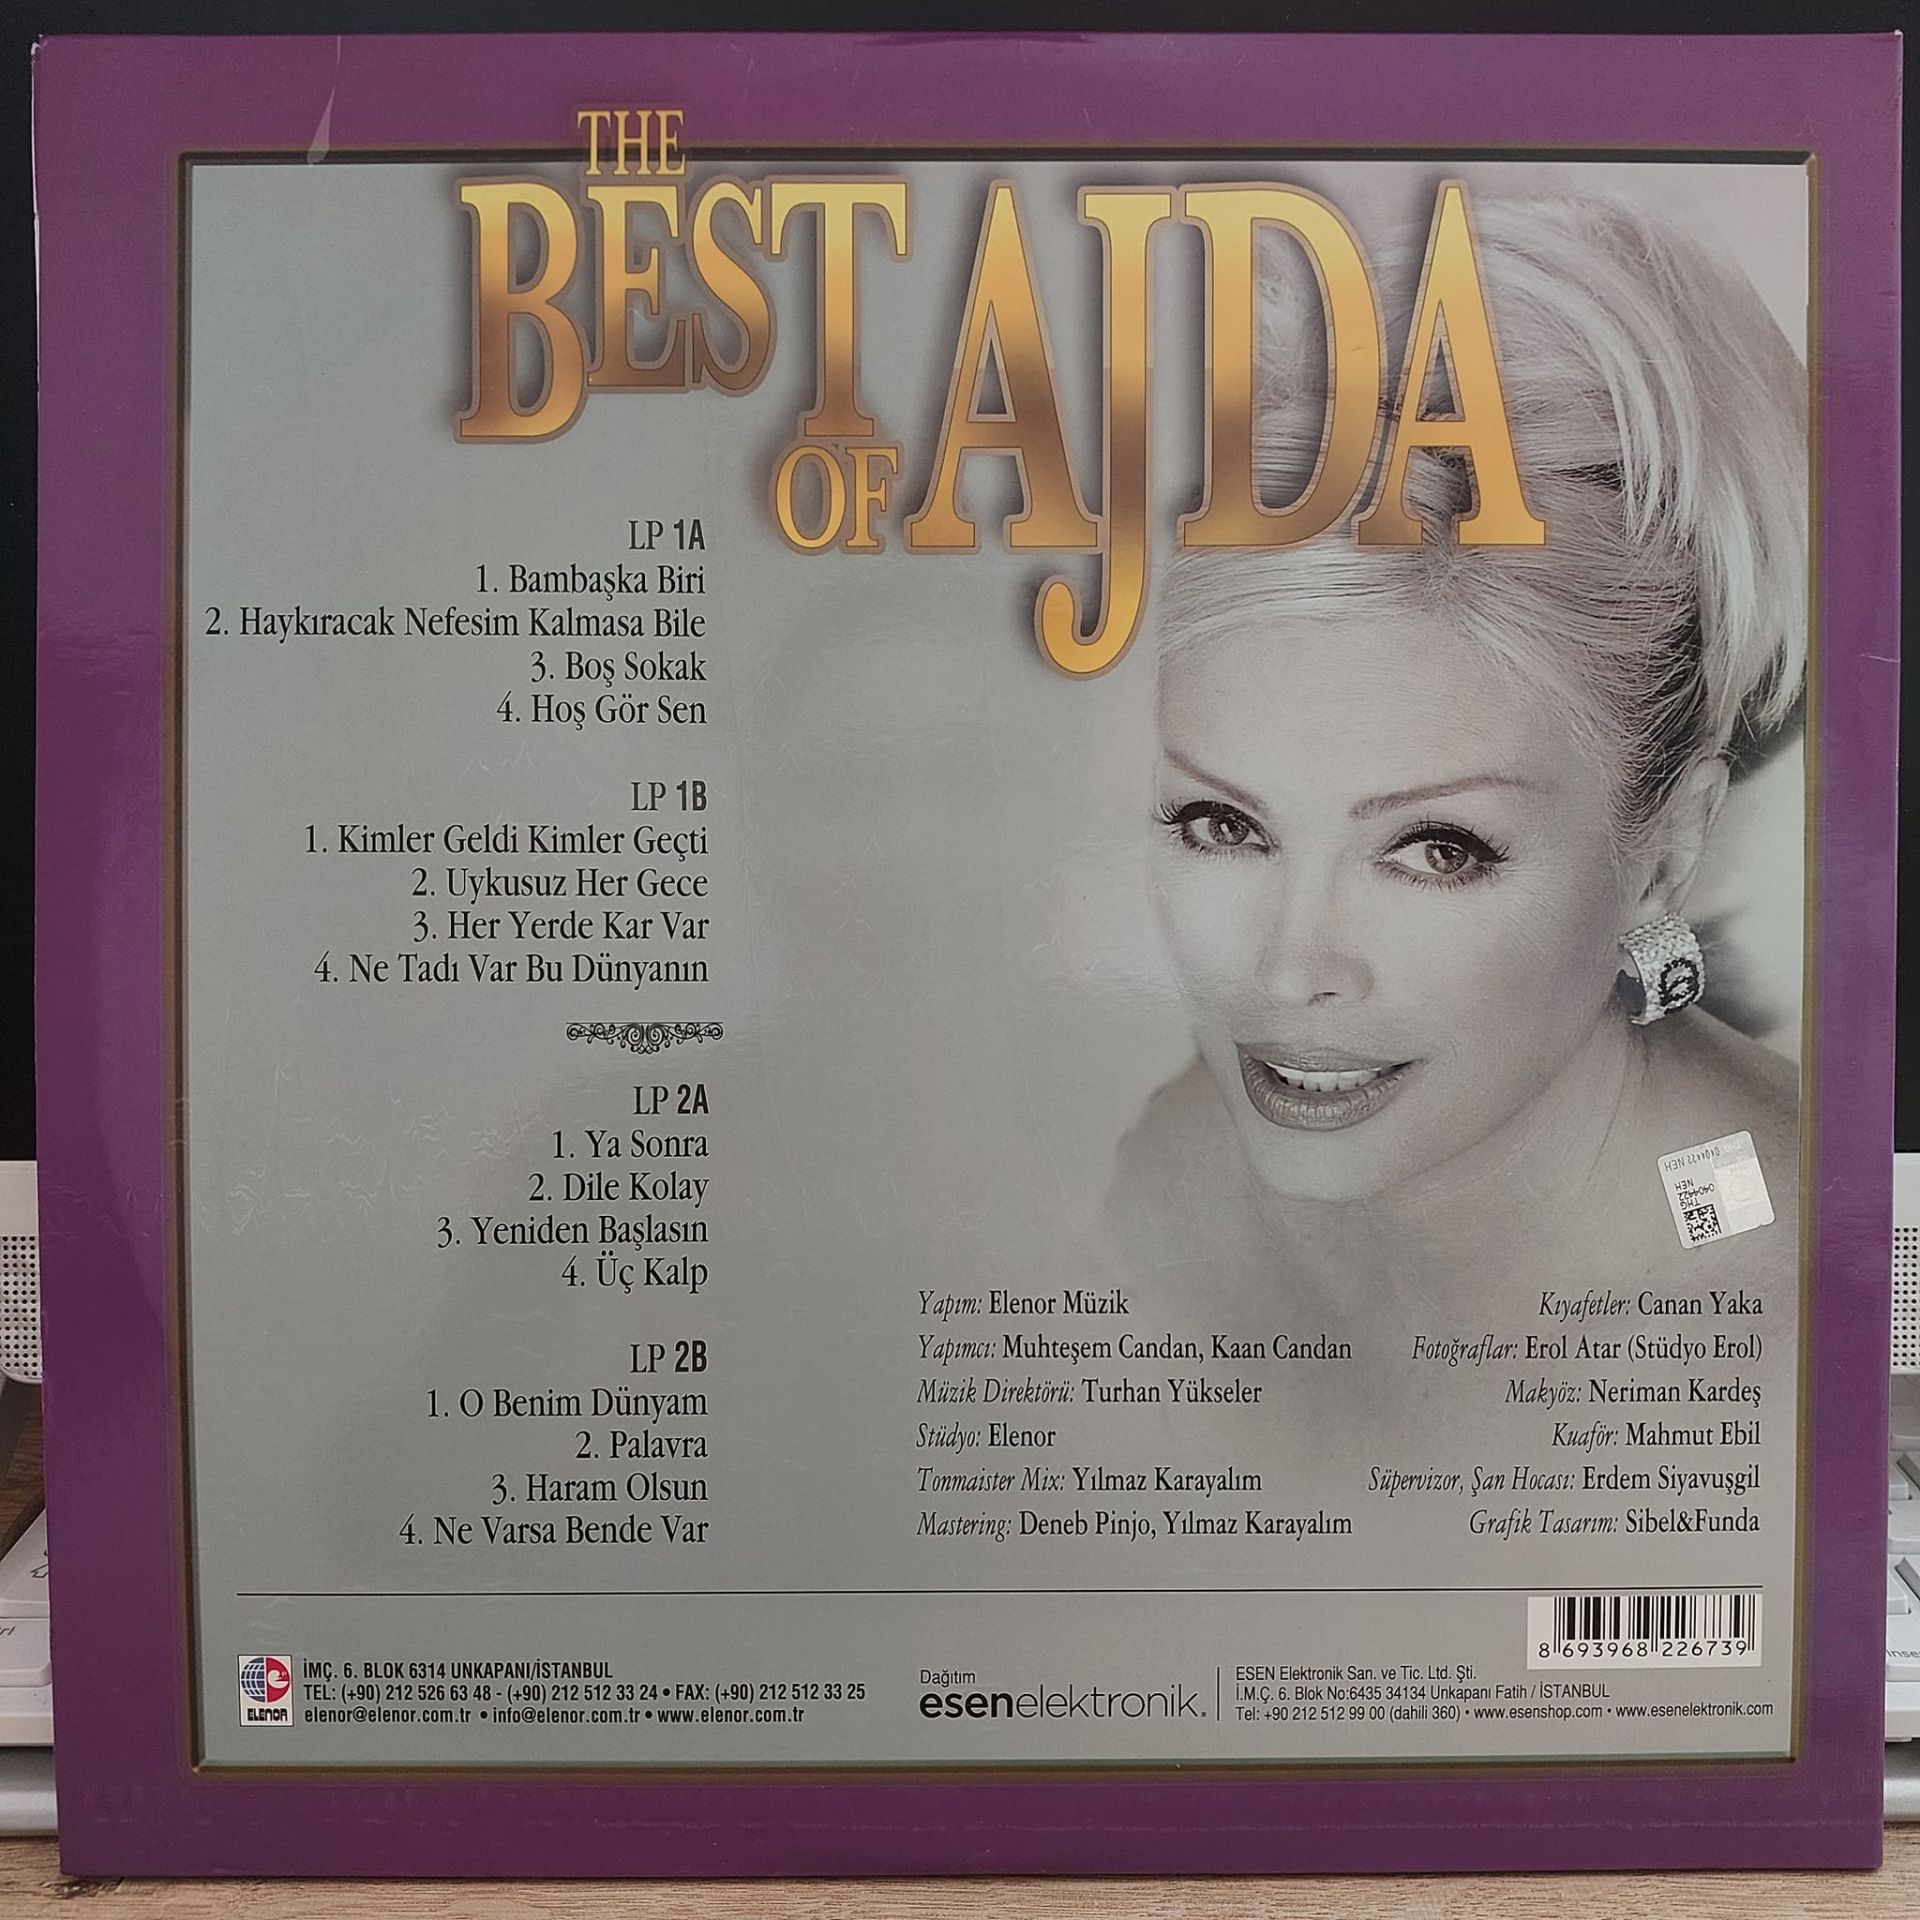 THE
BEST
OF AJDA
LP 1A
1. Bambaşka Biri
2. Haykıracak Nefesim Kalmasa Bile
3. Boş Sokak
4. Hoş Gör Sen
LP 1B
1. Kimler Geldi Kimler Geçti
2. Uykusuz Her Gece
3. Her Yerde Kar Var
4. Ne Tadı Var Bu Dünyanın
LP 2A
1. Ya Sonra
2. Dile Kolay
3. Yeniden Başlasın
4. Üç Kalp
LP 2B
1. O Benim Dünyam
2. Palavra
3. Haram Olsun
4. Ne Varsa Bende Var
040422 NEH
THG
040422
NEH
Yapım: Elenor Müzik
Yapımcı: Muhteşem Candan, Kaan Candan
Müzik Direktörü: Turhan Yükseler
Stüdyo: Elenor
Tonmaister Mix: Yılmaz Karayalım
Mastering: Deneb Pinjo, Yılmaz Karayalım
Kıyafetler: Canan Yaka
Fotoğraflar: Erol Atar (Stüdyo Erol)
Makyöz: Neriman Kardeş
Kuaför: Mahmut Ebil
Süpervizor, Şan Hocası: Erdem Siyavuşgil
Grafik Tasarım: Sibel&Funda
8 693968 226739
ELENOR
İMÇ. 6. BLOK 6314 UNKAPANI/İSTANBUL
TEL: (+90) 212 526 63 48 - (+90) 212 512 33 24 • FAX: (+90) 212 512 33 25
elenor@elenor.com.tr • info@elenor.com.tr • www.elenor.com.tr
Dağıtım
esenelektronik.
ESEN Elektronik San. ve Tic. Ltd. Şti.
İ.M.Ç. 6. Blok No:6435 34134 Unkapanı Fatih / İSTANBUL
Tel: +90 212 512 99 00 (dahili 360) • www.esenshop.com • www.esenelektronik.com